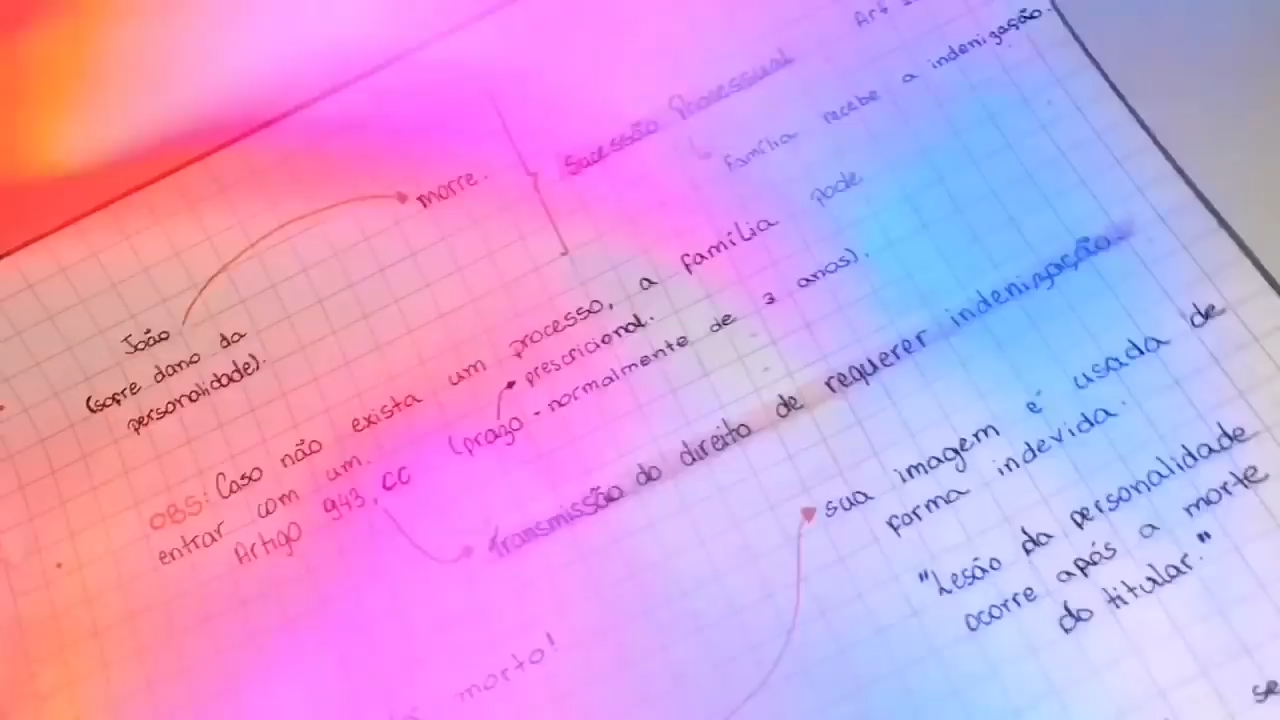 Art
Sucessão Processual
família recebe a indenização.
morre.
João
(sofre dano da
personalidade).
OBS: Caso não exista um processo, a família pode
entrar com um.
(prazo - normalmente de 3 anos).
prescricional.
Artigo 943, CC
Transmissão do direito de requerer indenização.
sua imagem é usada de
forma indevida.
"Lesão da personalidade
ocorre após a morte
do titular."
morto!
se